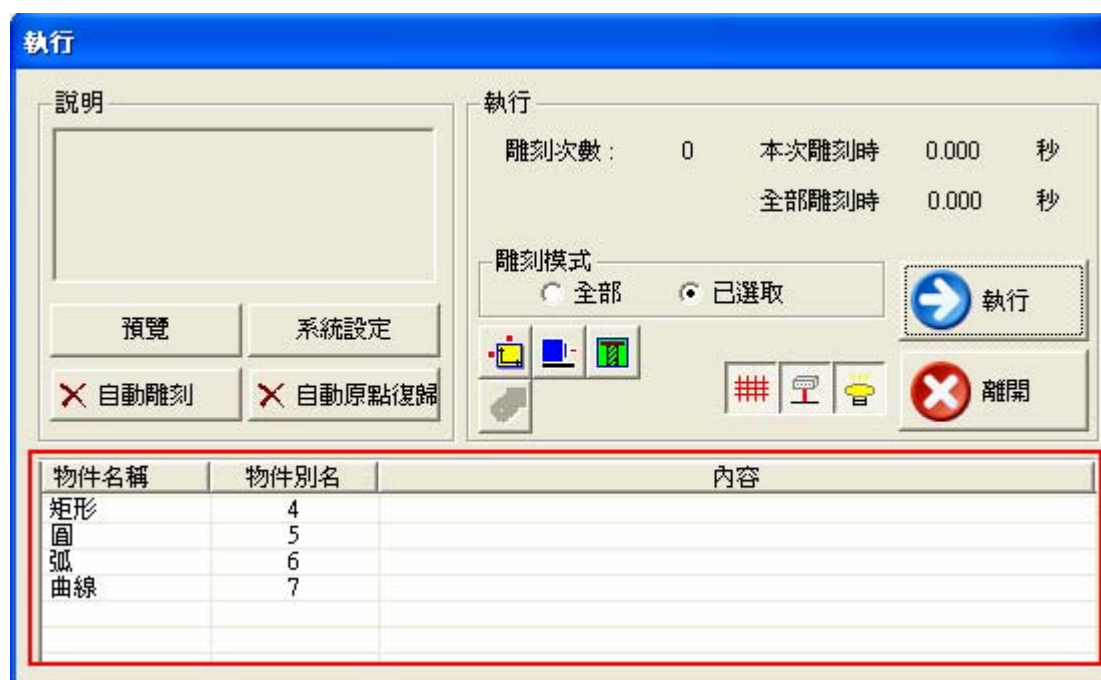 執行
說明
執行
雕刻次數： 0 本次雕刻時 0.000 秒
全部雕刻時 0.000 秒
雕刻模式
全部 已選取
執行
預覽 系統設定
自動雕刻 自動原點復歸
離開
物件名稱 物件別名 內容
矩形 4
圓 5
弧 6
曲線 7